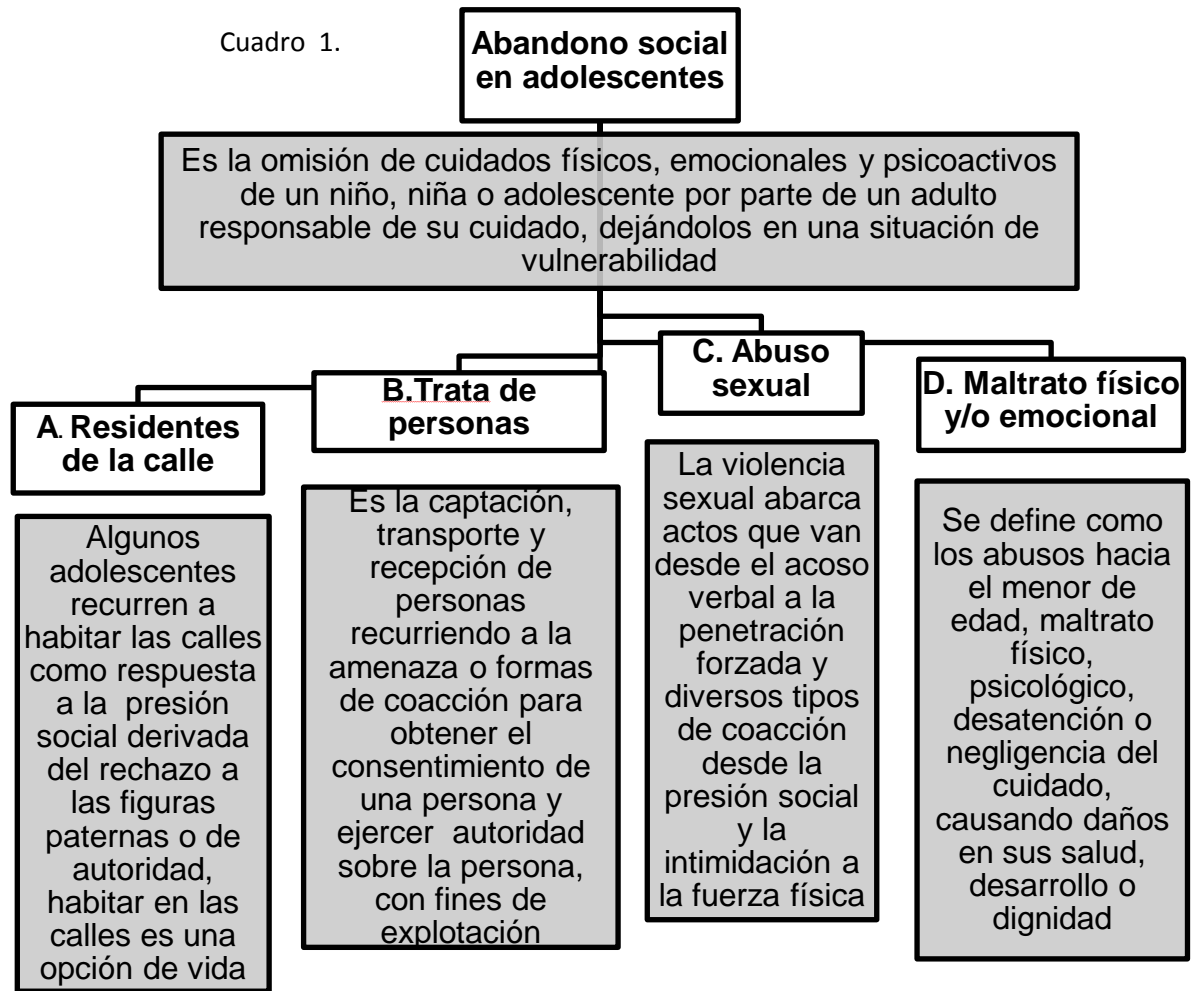 Cuadro 1.
Abandono social
en adolescentes
Es la omisión de cuidados físicos, emocionales y psicoactivos
de un niño, niña o adolescente por parte de un adulto
responsable de su cuidado, dejándolos en una situación de
vulnerabilidad
A. Residentes
de la calle
Algunos
adolescentes
recurren a
habitar las calles
como respuesta
a la presión
social derivada
del rechazo a
las figuras
paternas o de
autoridad,
habitar en las
calles es una
opción de vida
B.Trata de
personas
Es la captación,
transporte y
recepción de
personas
recurriendo a la
amenaza o formas
de coacción para
obtener el
consentimiento de
una persona y
ejercer autoridad
sobre la persona,
con fines de
explotación
C. Abuso
sexual
La violencia
sexual abarca
actos que van
desde el acoso
verbal a la
penetración
forzada y
diversos tipos
de coacción
desde la
presión social
y la
intimidación a
la fuerza física
D. Maltrato físico
y/o emocional
Se define como
los abusos hacia
el menor de
edad, maltrato
físico,
psicológico,
desatención o
negligencia del
cuidado,
causando daños
en sus salud,
desarrollo o
dignidad